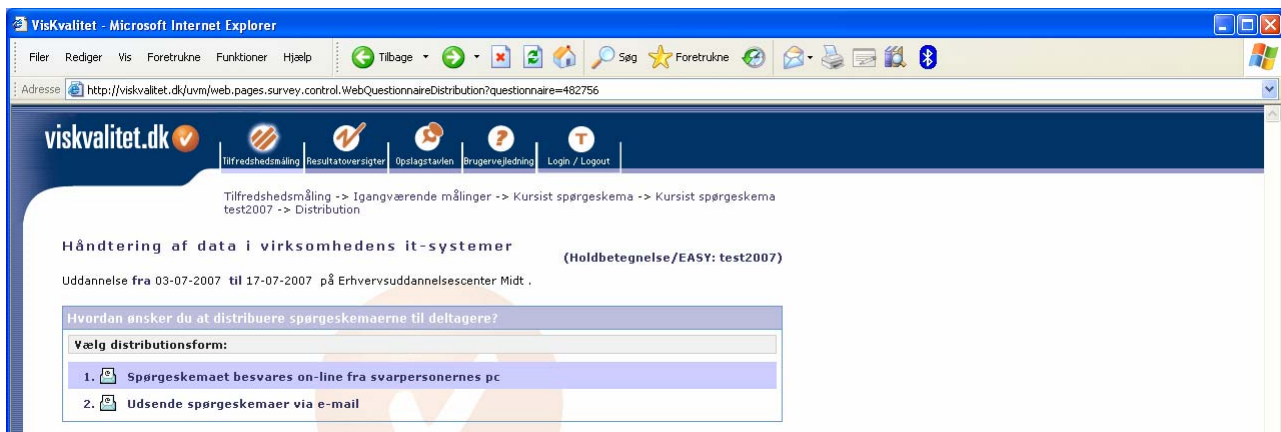 VisKvalitet - Microsoft Internet Explorer
Filer Rediger Vis Foretrukne Funktioner Hjælp Tilbage Søg Foretrukne
Adresse http://viskvalitet.dk/uvm/web.pages.survey.control.WebQuestionnaireDistribution?questionnaire=482756
viskvalitet.dk
Tilfredshedsmåling Resultatoversigter Opslagstavlen Brugervejledning Login / Logout
Tilfredshedsmåling -> Igangværende målinger -> Kursist spørgeskema -> Kursist spørgeskema
test2007 -> Distribution
Håndtering af data i virksomhedens it-systemer
(Holdbetegnelse/EASY: test2007)
Uddannelse fra 03-07-2007 til 17-07-2007 på Erhvervsuddannelsescenter Midt .
Hvordan ønsker du at distribuere spørgeskemaerne til deltagere?
Vælg distributionsform:
1. Spørgeskemaet besvares on-line fra svarpersonernes pc
2. Udsende spørgeskemaer via e-mail